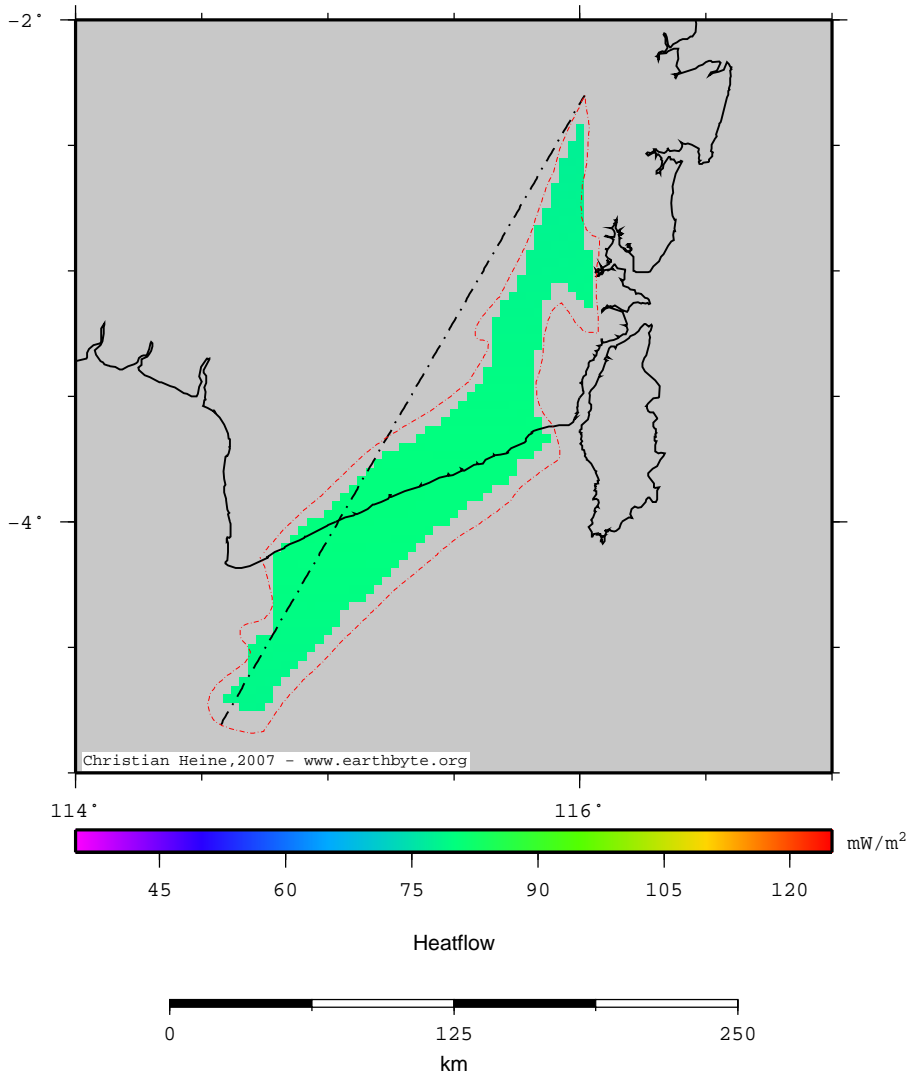 -2°
-4°
Christian Heine,2007 - www.earthbyte.org
114° 116°
mW/m²
45 60 75 90 105 120
Heatflow
0 125 250
km